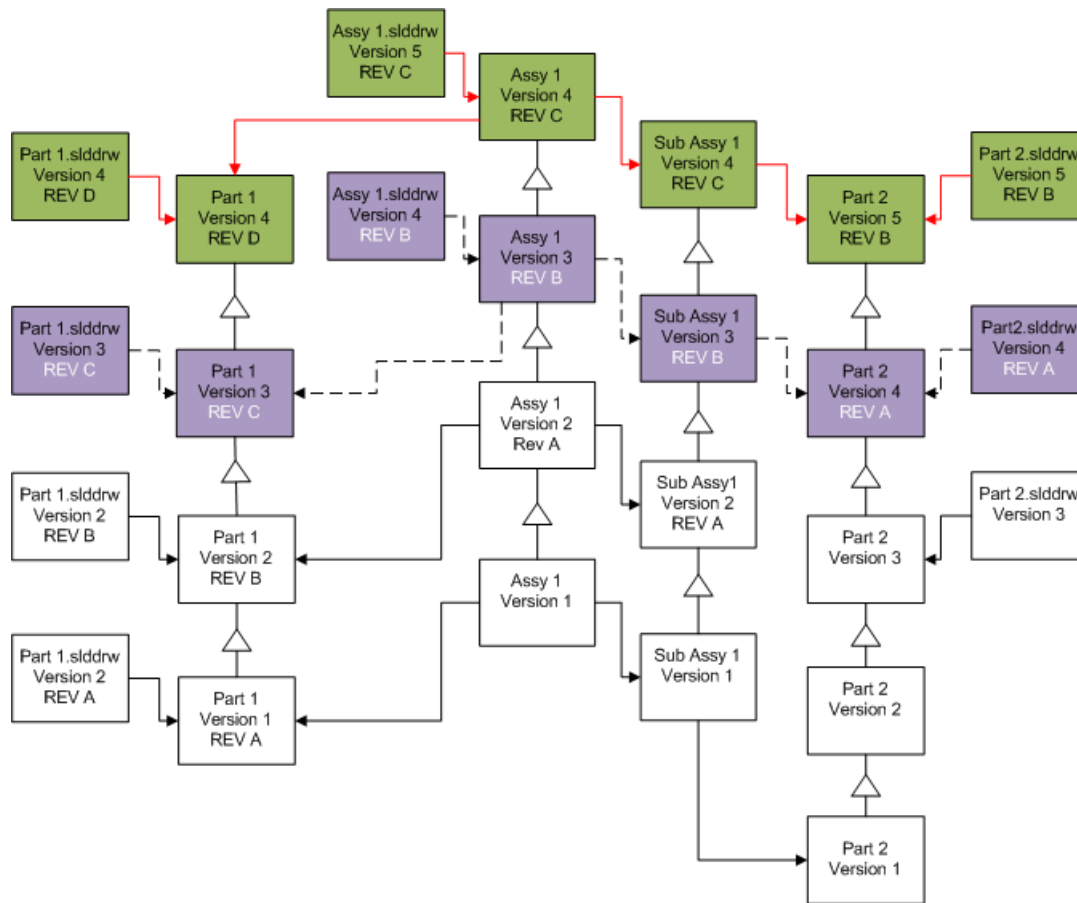 Assy 1.slddrw
Version 5
REV C
Assy 1
Version 4
REV C
Part 1.slddrw
Version 4
REV D
Part 1
Version 4
REV D
Assy 1.slddrw
Version 4
REV B
Sub Assy 1
Version 4
REV C
Part 2
Version 5
REV B
Part 2.slddrw
Version 5
REV B
Assy 1
Version 3
REV B
Part 1.slddrw
Version 3
REV C
Part 1
Version 3
REV C
Sub Assy 1
Version 3
REV B
Part 2
Version 4
REV A
Part2.slddrw
Version 4
REV A
Assy 1
Version 2
Rev A
Part 1.slddrw
Version 2
REV B
Part 1
Version 2
REV B
Sub Assy1
Version 2
REV A
Part 2
Version 3
Part 2.slddrw
Version 3
Assy 1
Version 1
Part 1.slddrw
Version 2
REV A
Part 1
Version 1
REV A
Sub Assy 1
Version 1
Part 2
Version 2
Part 2
Version 1